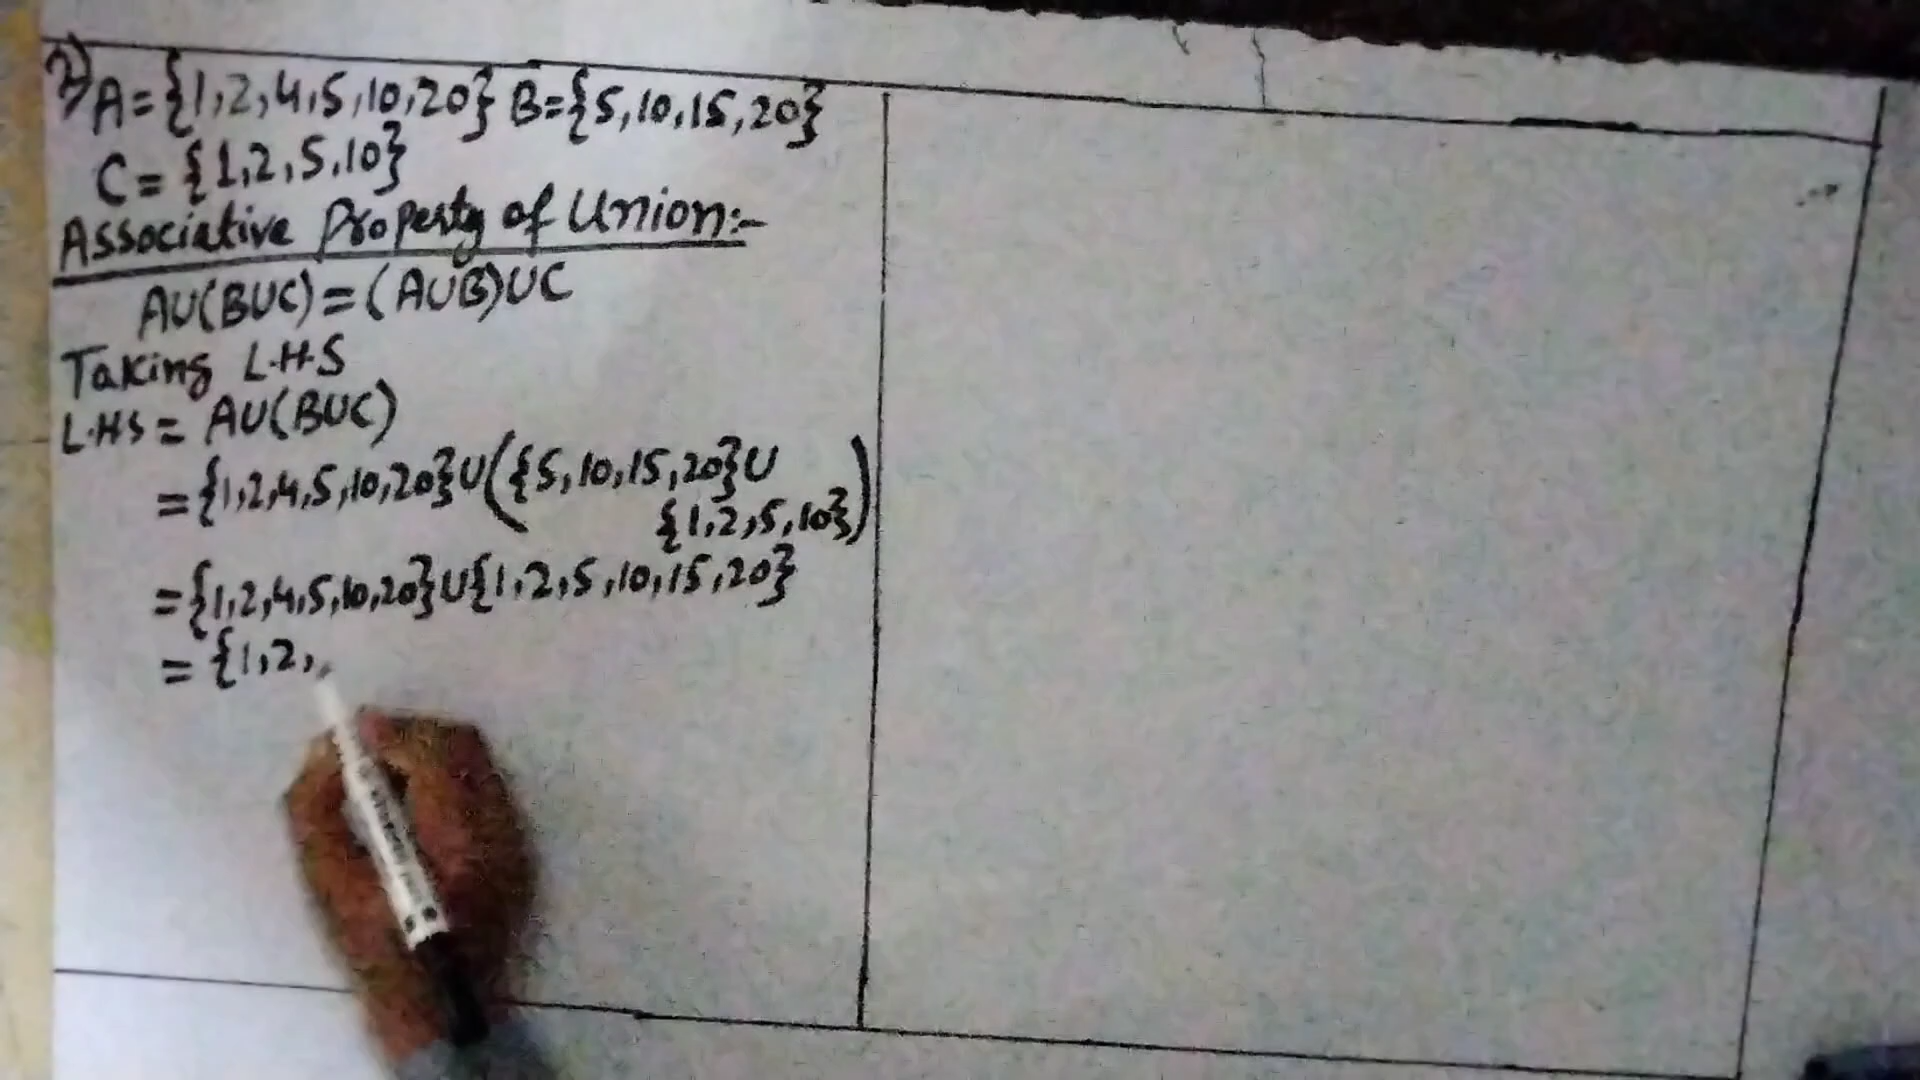 A={1,2,4,5,10,20} B={5,10,15,20}
C={1,2,5,10}
Associative Property of Union:-
AU(BUC)=(AUB)UC
Taking L.H.S
L.H.S = AU(BUC)
={1,2,4,5,10,20}U({5,10,15,20}U
{1,2,5,10})
={1,2,4,5,10,20}U{1,2,5,10,15,20}
= {1,2,